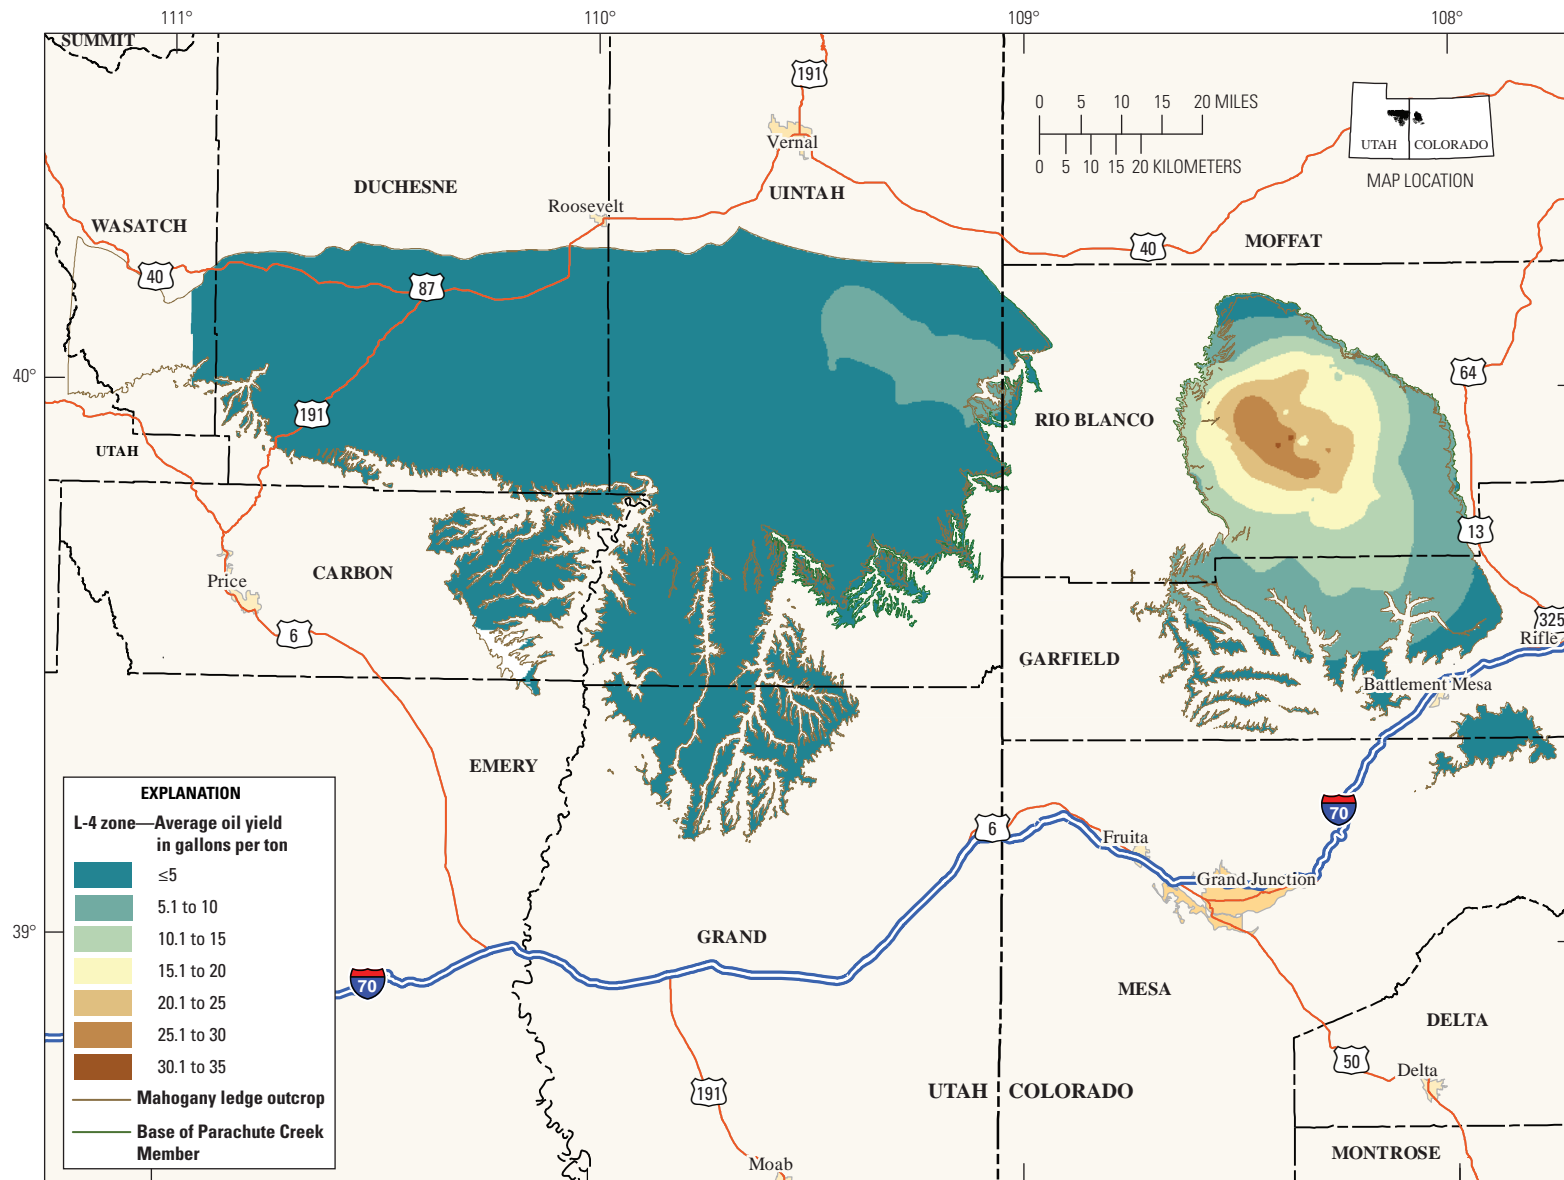 111°
110°
109°
108°
SUMMIT
191
Vernal
0 5 10 15 20 MILES
0 5 10 15 20 KILOMETERS
UTAH COLORADO
MAP LOCATION
DUCHESNE
UINTAH
Roosevelt
WASATCH
MOFFAT
40
40
87
40°
64
191
RIO BLANCO
UTAH
13
CARBON
Price
6
325
Rifle
GARFIELD
Battlement Mesa
EMERY
70
6
Fruita
Grand Junction
39°
GRAND
70
MESA
DELTA
50
Delta
191
UTAH COLORADO
MONTROSE
Moab
EXPLANATION
L-4 zone—Average oil yield
in gallons per ton
≤5
5.1 to 10
10.1 to 15
15.1 to 20
20.1 to 25
25.1 to 30
30.1 to 35
Mahogany ledge outcrop
Base of Parachute Creek
Member